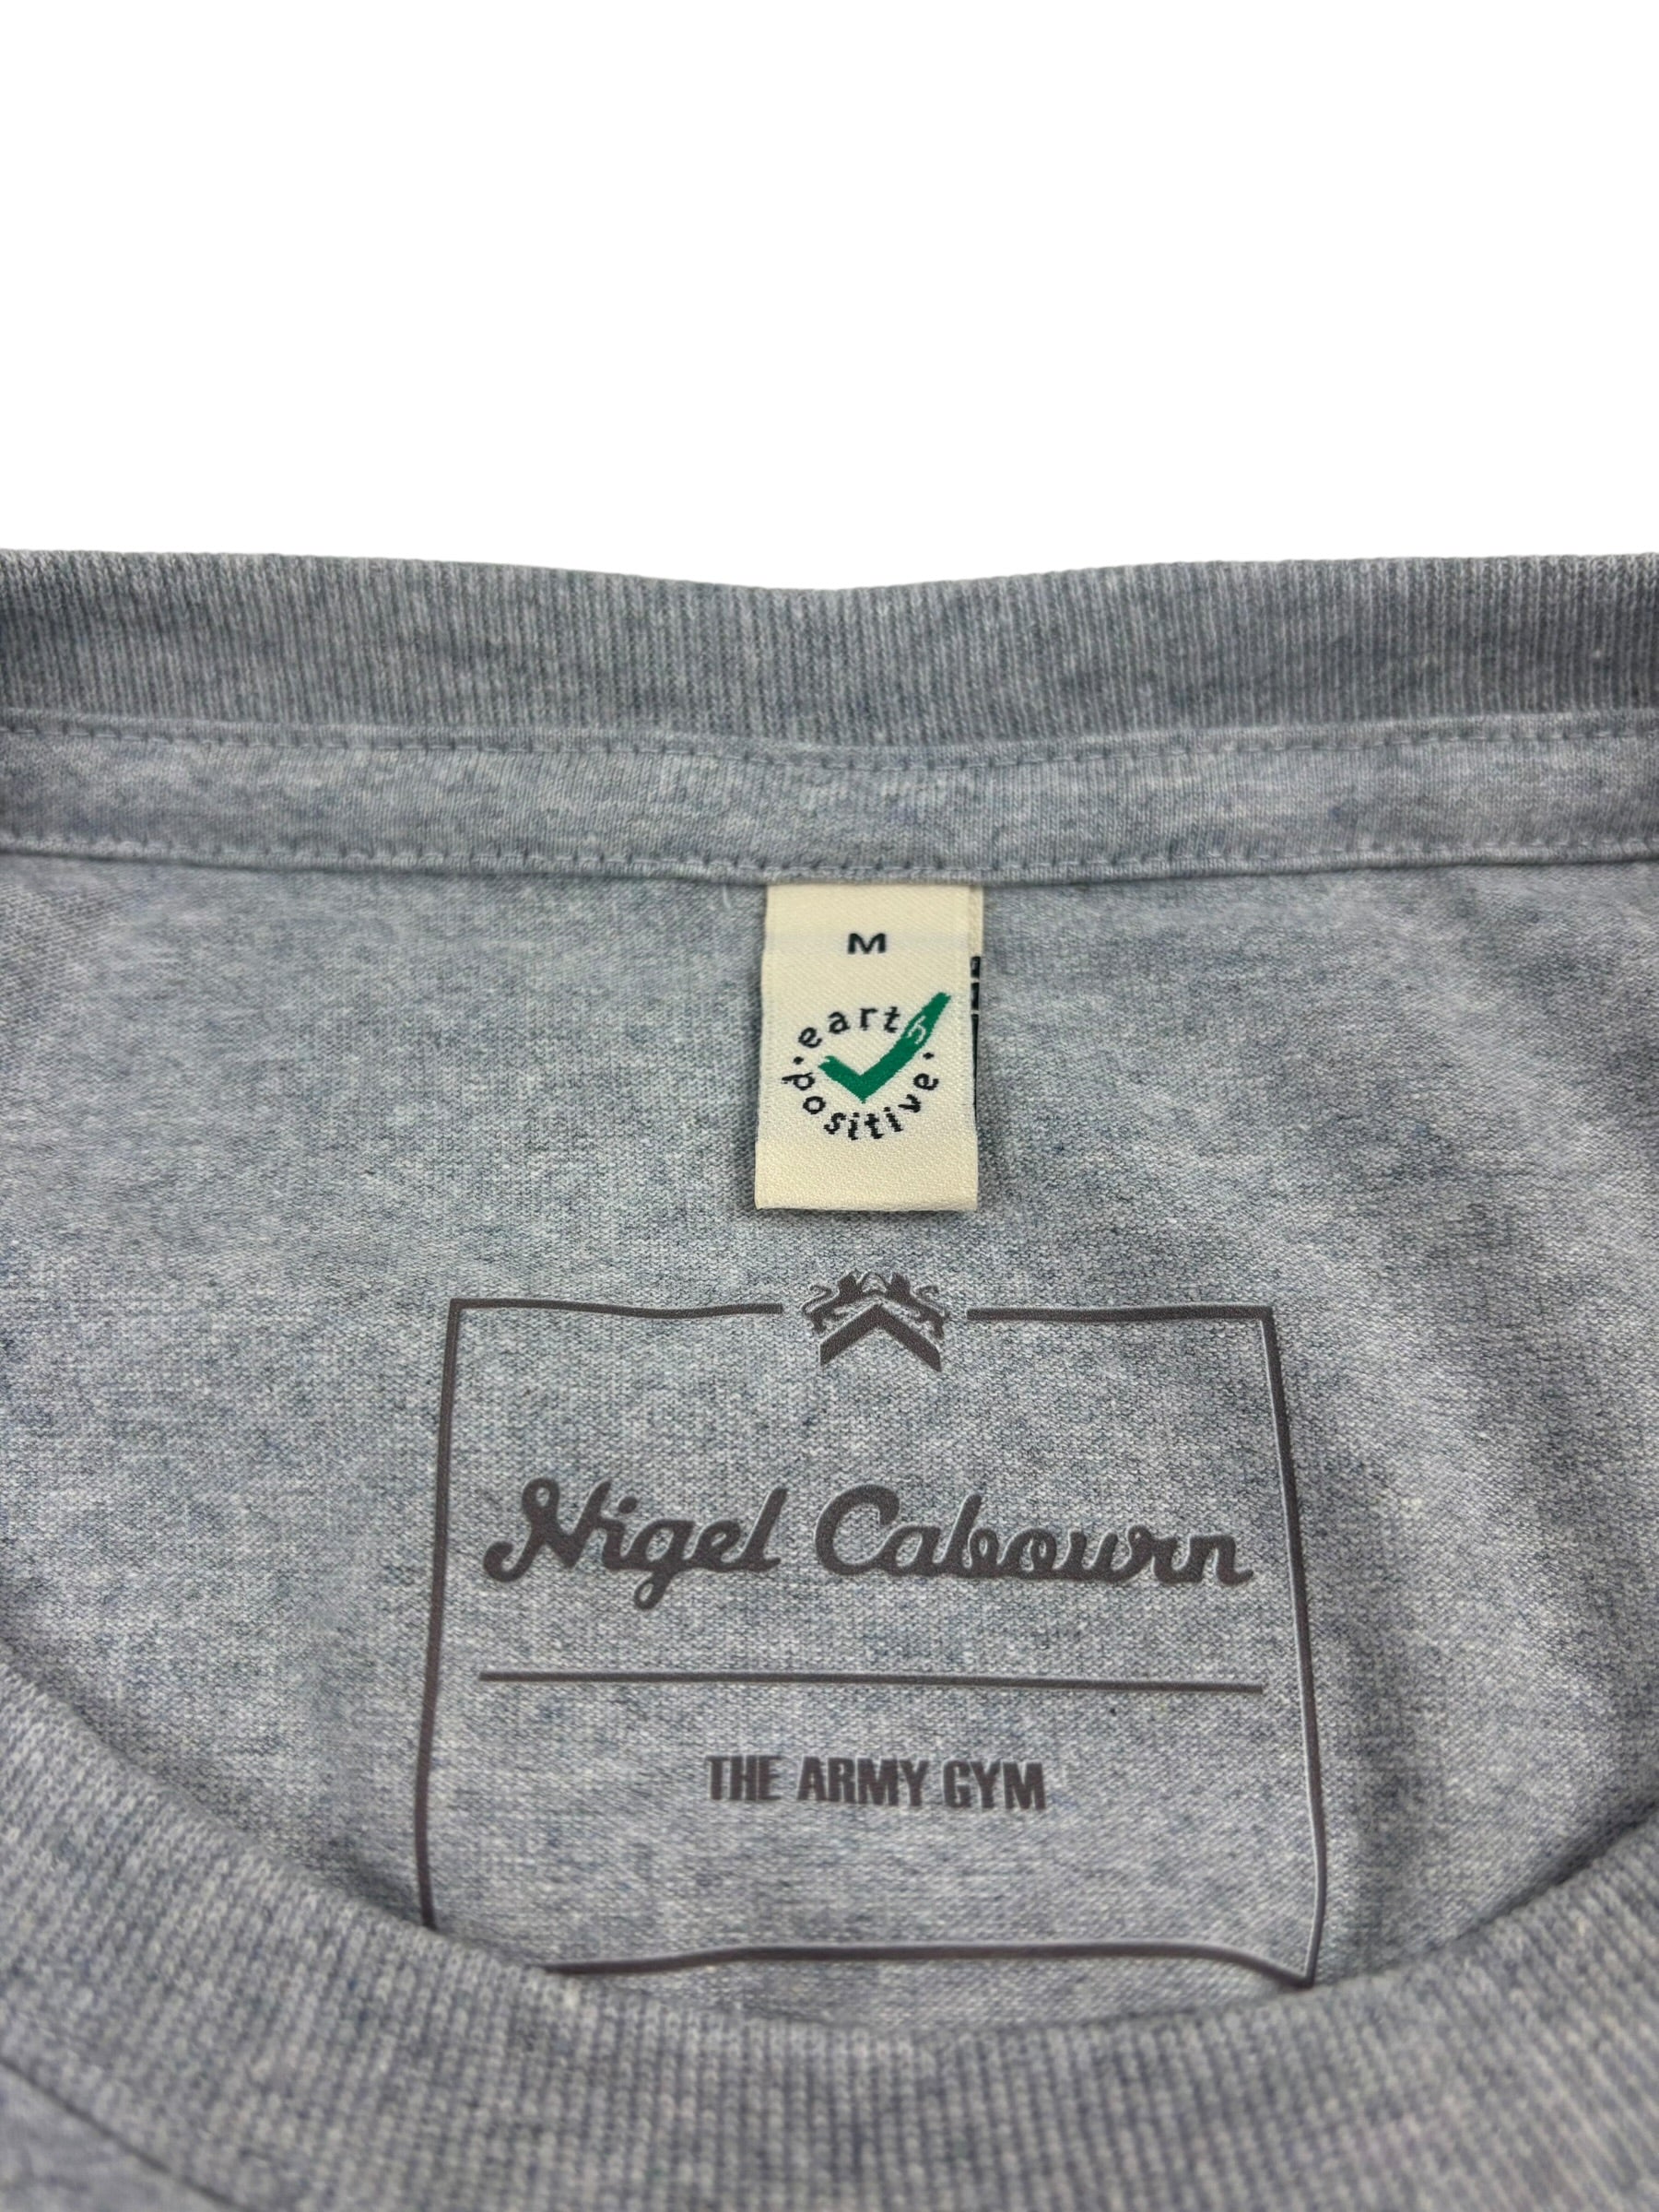 M
earth
positive
Nigel Cabourn
THE ARMY GYM